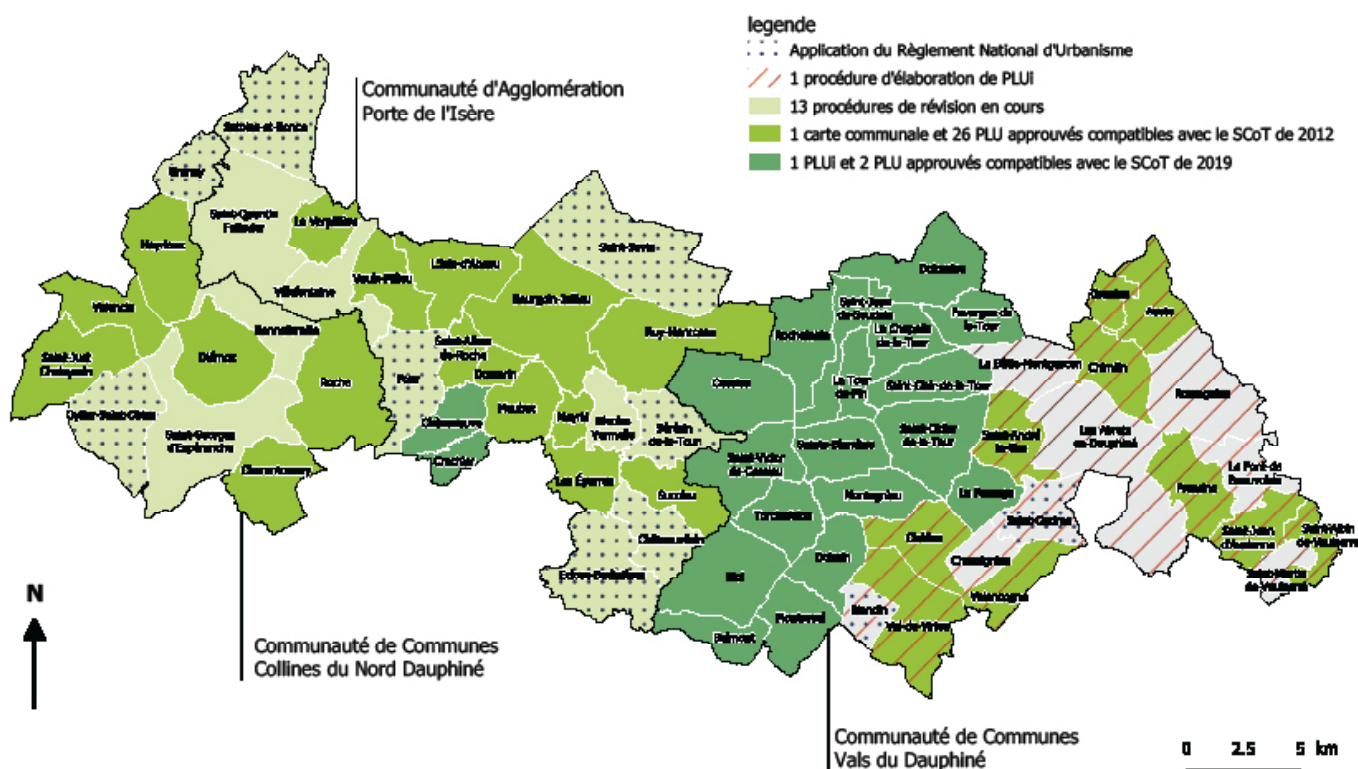 legende
Application du Règlement National d'Urbanisme
1 procédure d'élaboration de PLUi
13 procédures de révision en cours
1 carte communale et 26 PLU approuvés compatibles avec le SCoT de 2012
1 PLUi et 2 PLU approuvés compatibles avec le SCoT de 2019
Communauté d'Agglomération
Porte de l'Isère
Satolas-et-Bonce
Grenay
Saint-Quentin
Fallavier
La Verpillière
Heyrieux
Villefontaine
Vaulx-Milieu
L'Isle-d'Abeau
Bourgoin-Jallieu
Saint-Savin
Ruy-Montceau
Valencin
Bonnefamille
Diémoz
Saint-Just
Chaleyssin
Roche
Four
Saint-Alban
de-Roche
Domarin
Oytier-Saint-Oblas
Saint-Georges
d'Espéranche
Charantonnay
Châteauvilain
Crachier
Maubec
Meyrié
Nivolas
Vermelle
Sérézin
de-la-Tour
Les Éparres
Succieu
Eclose-Badinières
Dolomieu
Saint-Jean
de-Soudain
Rochetoirin
La Chapelle
de-la-Tour
Faverges-de
la-Tour
Cessieu
La Tour
du-Pin
Saint-Clair-de-la-Tour
La Bâtie-Montgascon
Granieu
Aoste
Chimilin
Romagnieu
Saint-Didier
de-la-Tour
Saint-André
le-Gaz
Les Abrets
en-Dauphiné
Sainte-Blandine
Saint-Victor
de-Cessieu
Montagnieu
Le Passage
Le Pont-de
Beauvoisin
Pressins
Torchefelon
Saint-Ondras
Chélieu
Chassignieu
Doissin
Biol
Valencogne
Saint-Jean
d'Avelanne
Saint-Albin
de-Vaulserre
Saint-Martin
de-Vaulserre
Montrevel
Belmont
Blandin
Val-de-Virieu
N
Communauté de Communes
Collines du Nord Dauphiné
Communauté de Communes
Vals du Dauphiné
0 2.5 5 km